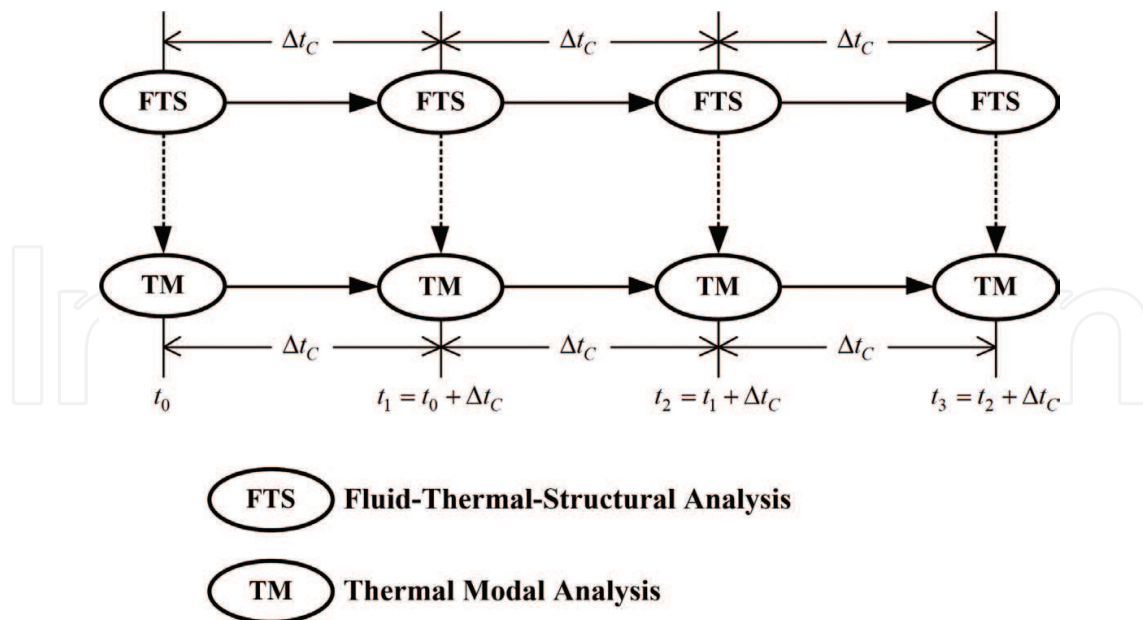 Δt_C Δt_C Δt_C
FTS FTS FTS FTS
TM TM TM TM
Δt_C Δt_C Δt_C
t_0 t_1 = t_0 + Δt_C t_2 = t_1 + Δt_C t_3 = t_2 + Δt_C
FTS Fluid-Thermal-Structural Analysis
TM Thermal Modal Analysis